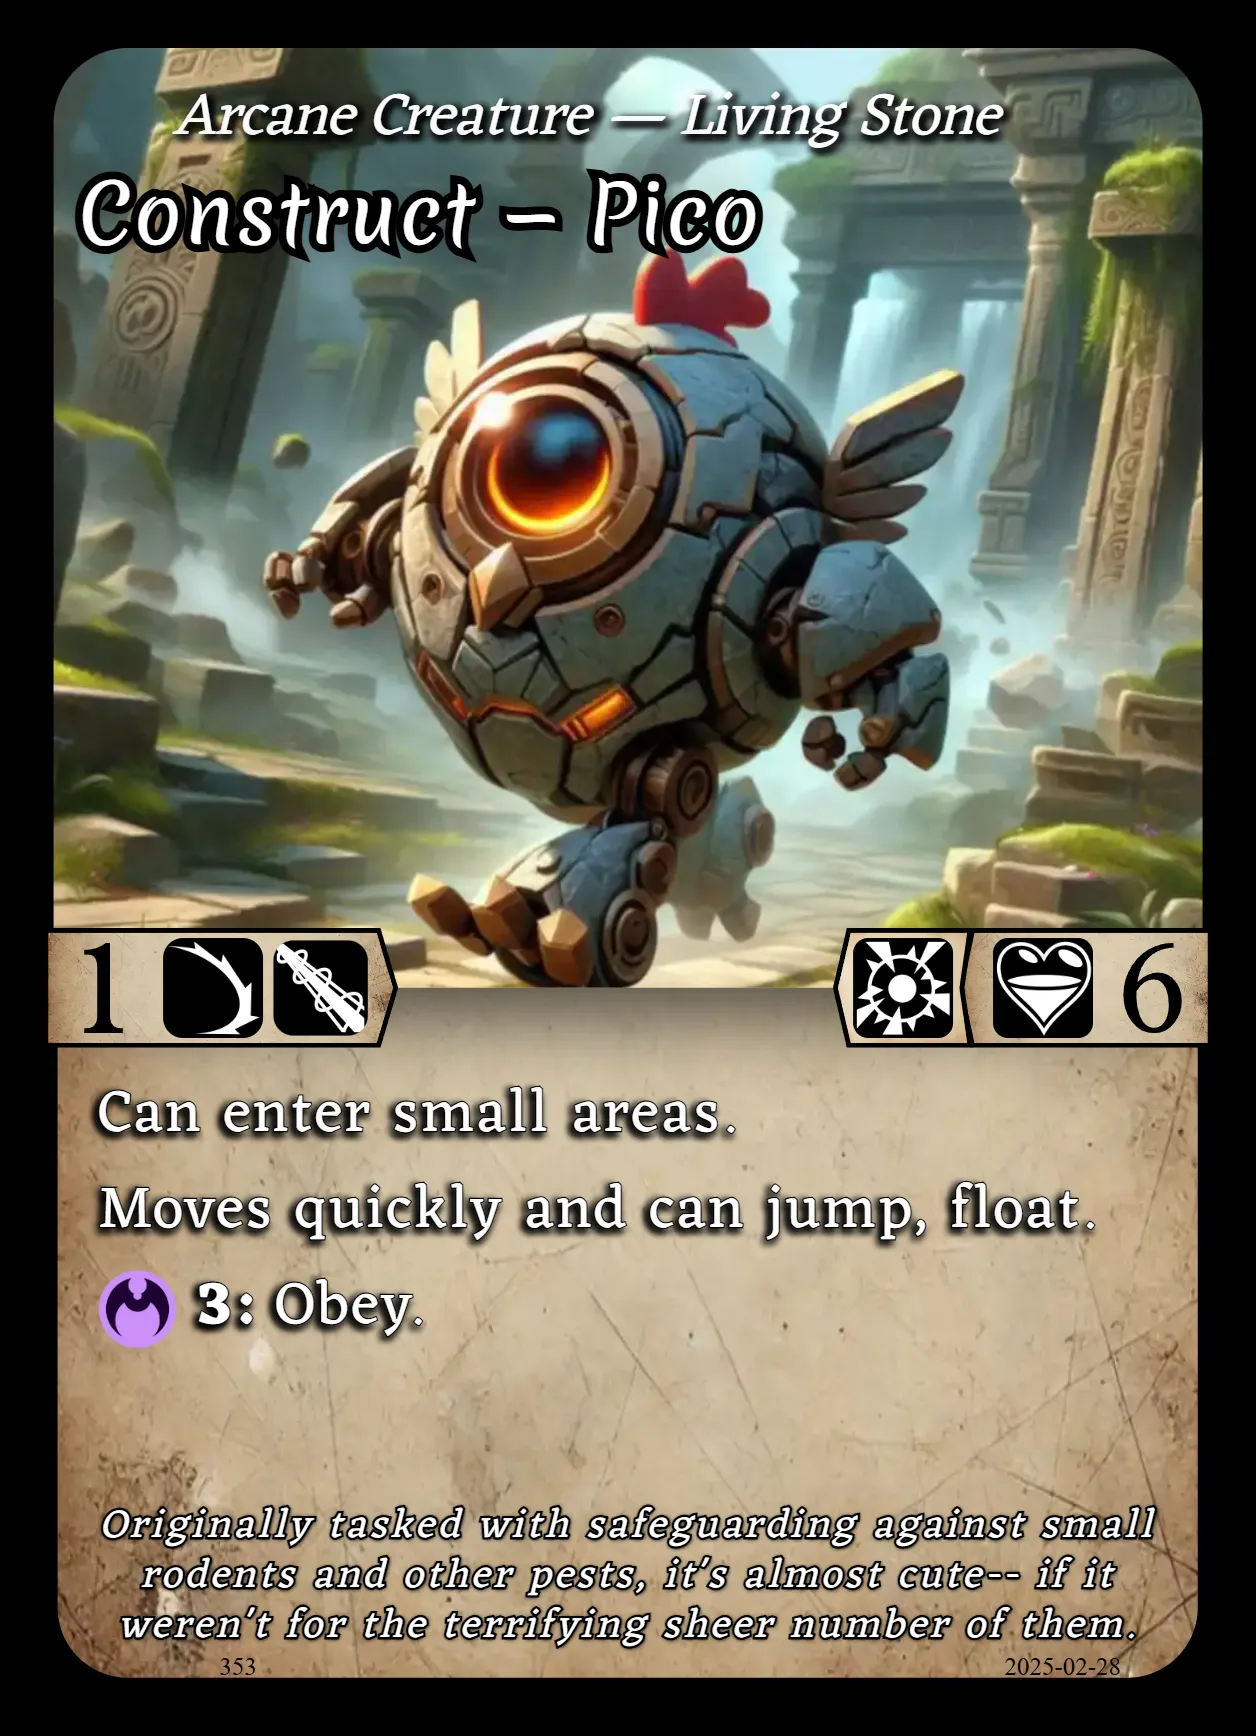 Arcane Creature — Living Stone
Construct – Pico
1
6
Can enter small areas.
Moves quickly and can jump, float.
3: Obey.
Originally tasked with safeguarding against small
rodents and other pests, it's almost cute-- if it
weren't for the terrifying sheer number of them.
353
2025-02-28